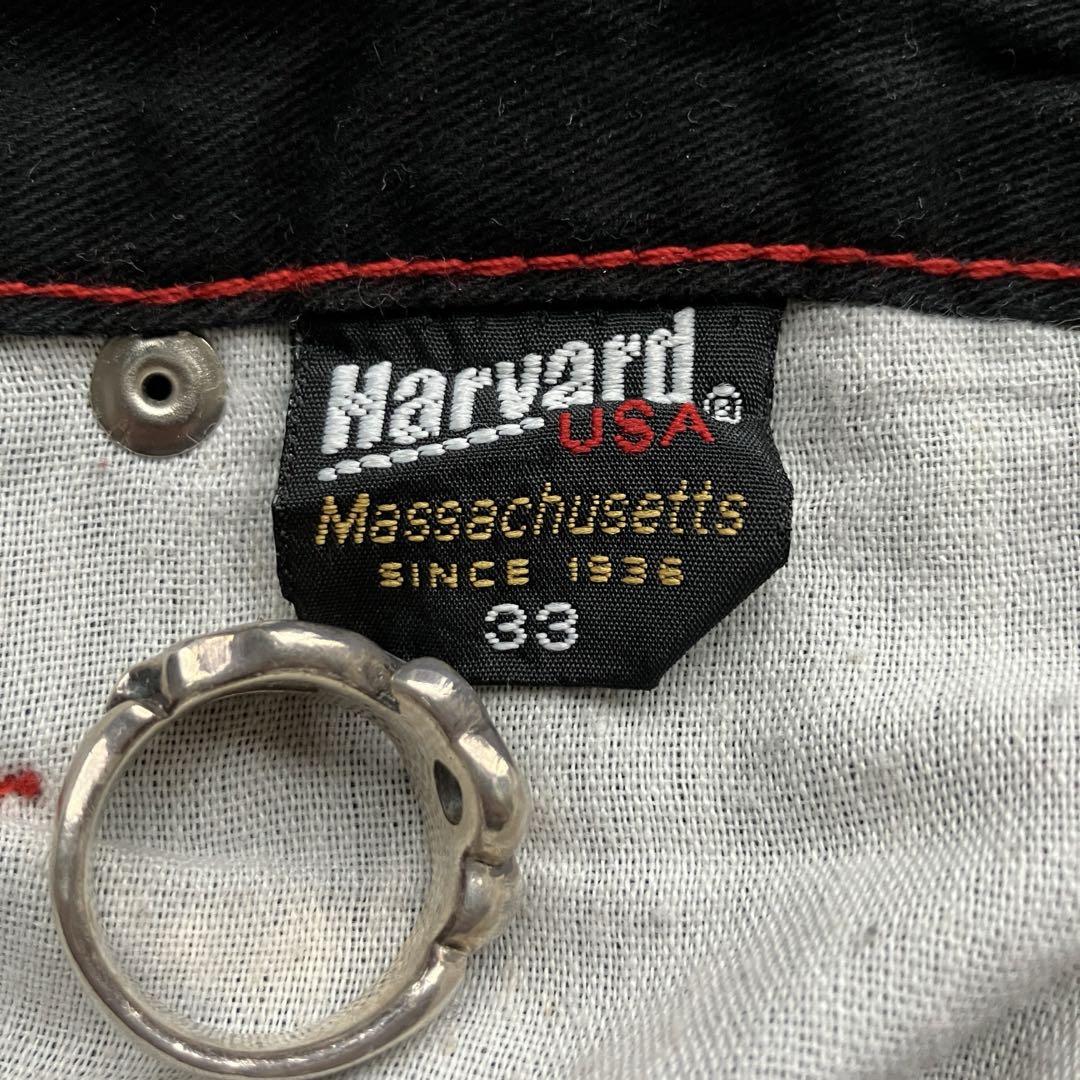 Harvard
USA®
Massachusetts
SINCE 1936
33